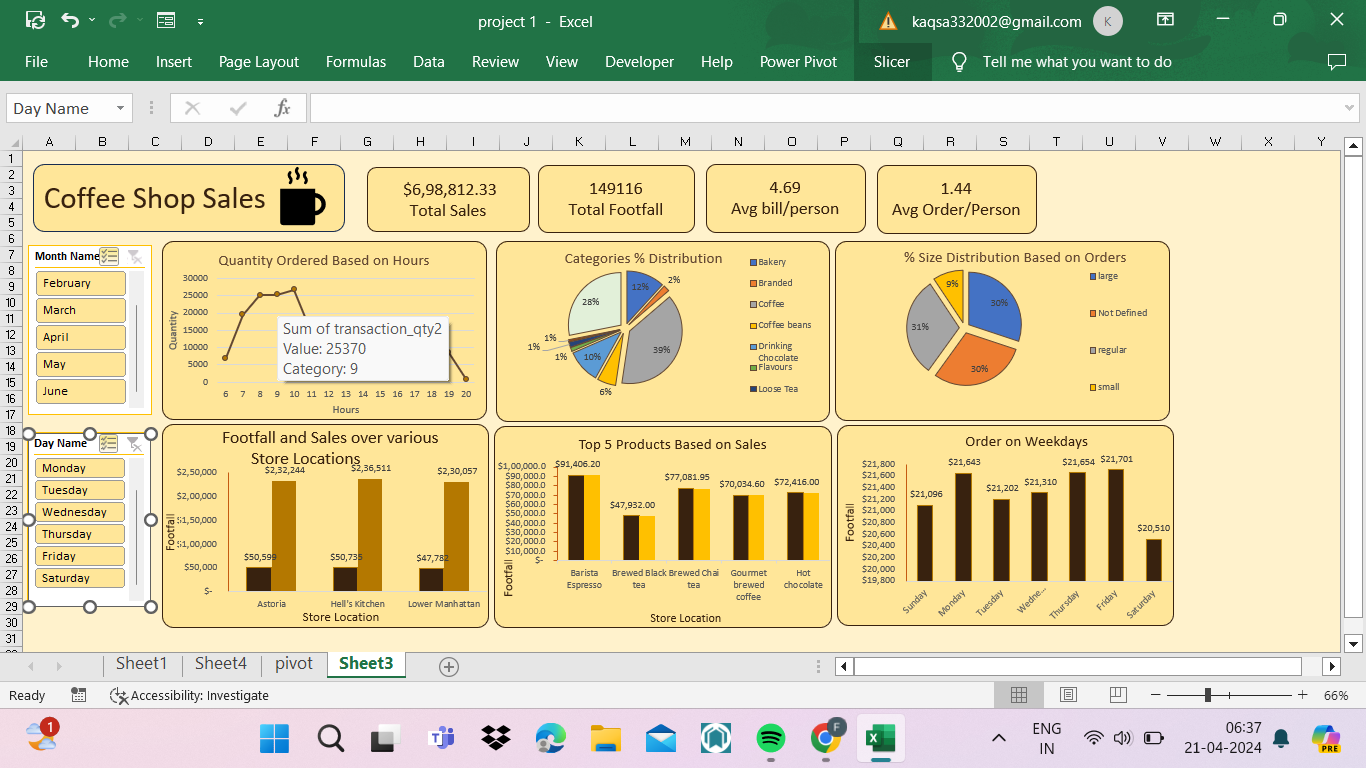 project 1 - Excel
kaqsa332002@gmail.com
K
File Home Insert Page Layout Formulas Data Review View Developer Help Power Pivot Slicer Tell me what you want to do
Day Name
fx
A B C D E F G H I J K L M N O P Q R S T U V W X Y
1
2
3
4
5
6
7
8
9
10
11
12
13
14
15
16
17
18
19
20
21
22
23
24
25
26
27
28
29
30
31
Coffee Shop Sales
$6,98,812.33
Total Sales
149116
Total Footfall
4.69
Avg bill/person
1.44
Avg Order/Person
Month Name
February
March
April
May
June
Day Name
Monday
Tuesday
Wednesday
Thursday
Friday
Saturday
Quantity Ordered Based on Hours
30000
25000
20000
15000
10000
5000
0
Quantity
6 7 8 9 10 11 12 13 14 15 16 17 18 19 20
Hours
Sum of transaction_qty2
Value: 25370
Category: 9
Categories % Distribution
12%
2%
39%
6%
10%
1%
1%
1%
28%
Bakery
Branded
Coffee
Coffee beans
Drinking
Chocolate
Flavours
Loose Tea
% Size Distribution Based on Orders
30%
30%
31%
9%
large
Not Defined
regular
small
Footfall and Sales over various
Store Locations
$2,50,000
$2,00,000
$1,50,000
$1,00,000
$50,000
$-
Footfall
$2,32,244
$2,36,511
$2,30,057
$50,599
$50,735
$47,782
Astoria Hell's Kitchen Lower Manhattan
Store Location
Top 5 Products Based on Sales
$1,00,000.0
$90,000.0
$80,000.0
$70,000.0
$60,000.0
$50,000.0
$40,000.0
$30,000.0
$20,000.0
$10,000.0
$-
Footfall
$91,406.20
$47,932.00
$77,081.95
$70,034.60
$72,416.00
Barista
Espresso
Brewed Black
tea
Brewed Chai
tea
Gourmet
brewed
coffee
Hot
chocolate
Store Location
Order on Weekdays
$21,800
$21,600
$21,400
$21,200
$21,000
$20,800
$20,600
$20,400
$20,200
$20,000
$19,800
Footfall
$21,096
$21,643
$21,202
$21,310
$21,654
$21,701
$20,510
Sunday
Monday
Tuesday
Wedne...
Thursday
Friday
Saturday
Sheet1 Sheet4 pivot Sheet3
Ready Accessibility: Investigate
66%
1
F
ENG
IN
06:37
21-04-2024
PRE